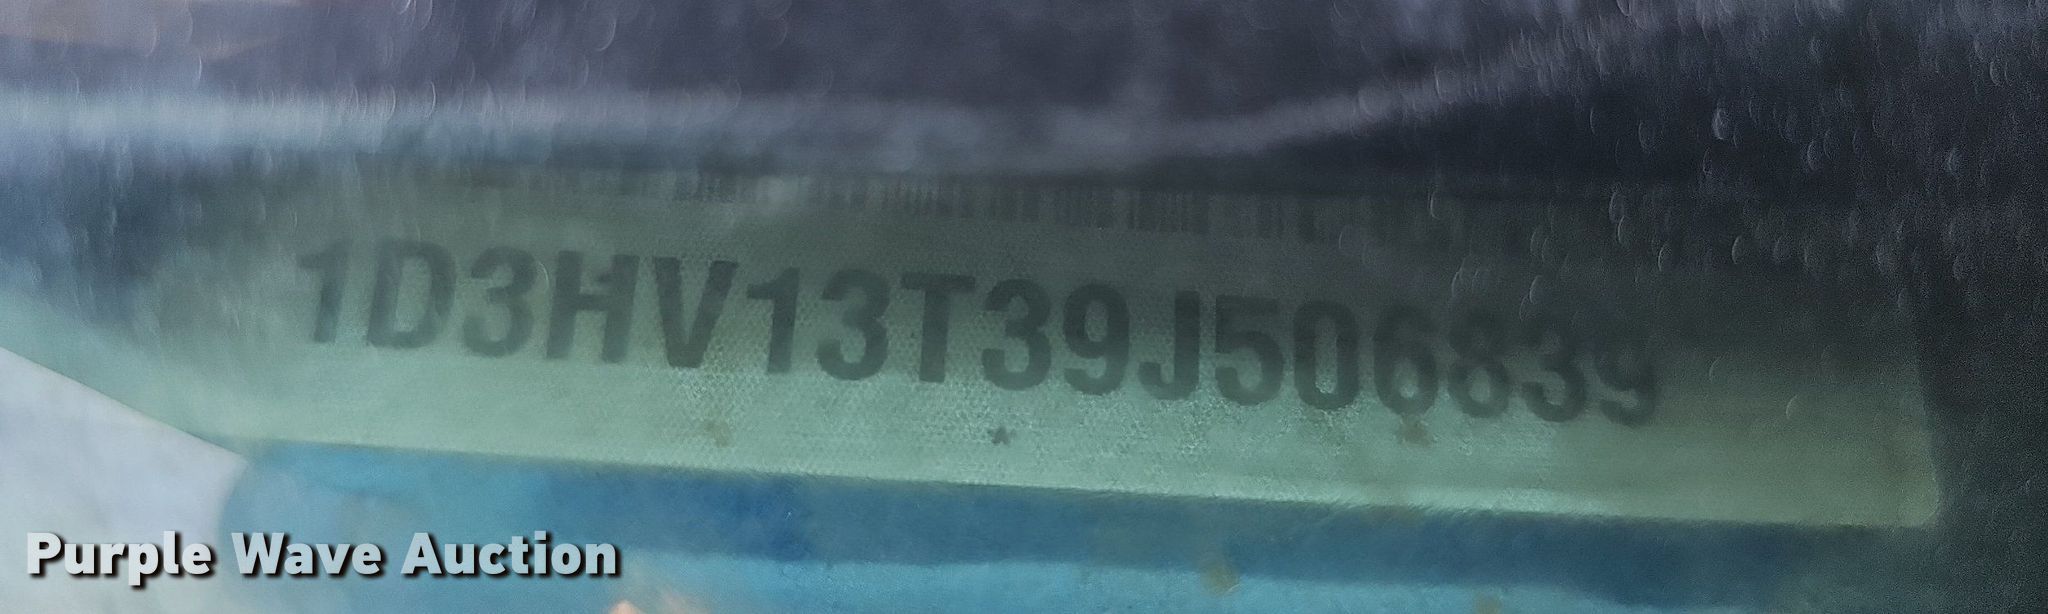 1D3HV13T39J506839
Purple Wave Auction